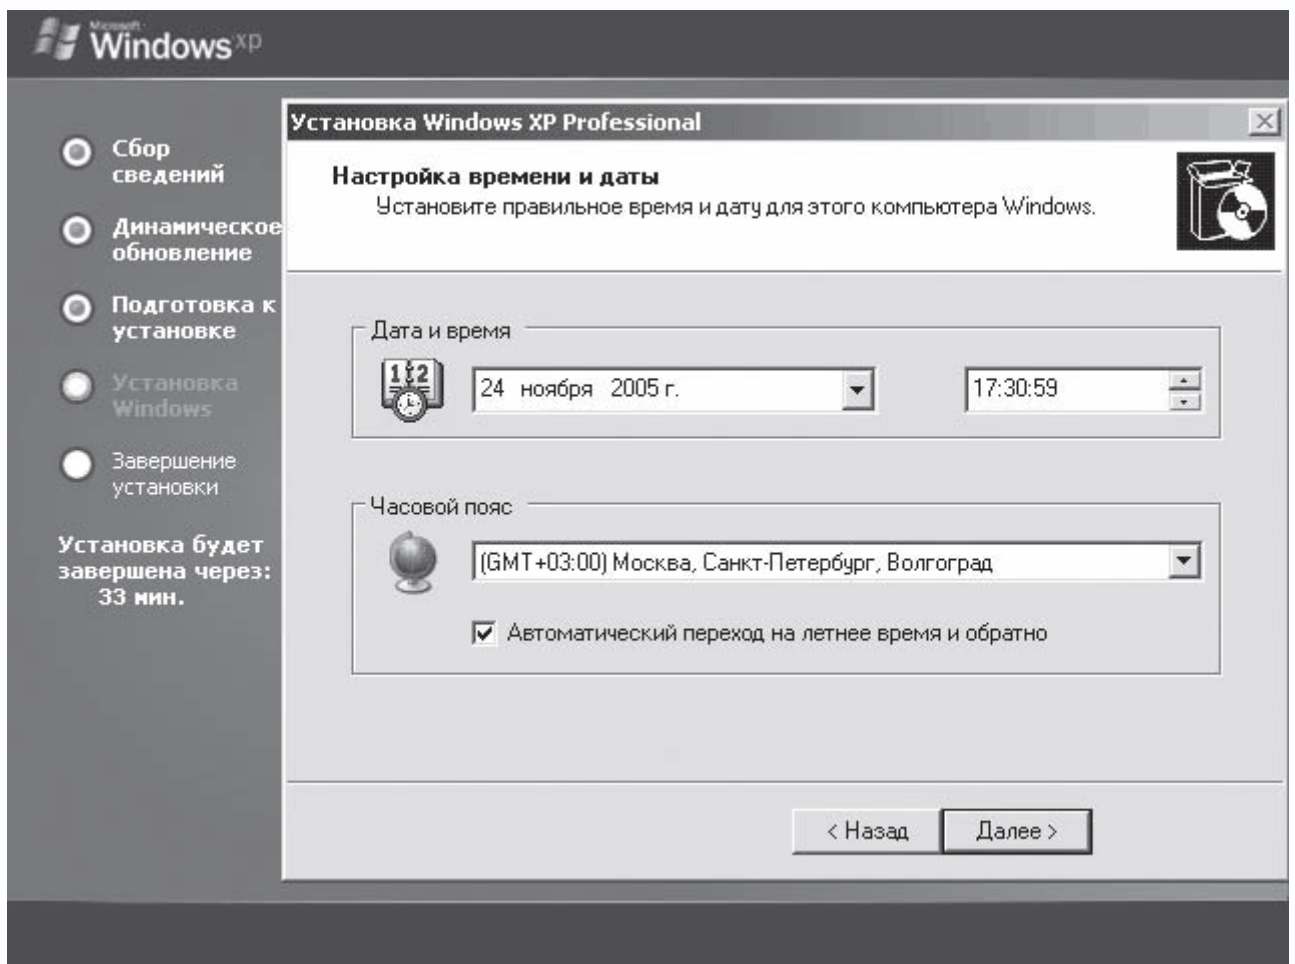 Microsoft
Windows xp
Сбор
сведений
Динамическое
обновление
Подготовка к
установке
Установка
Windows
Завершение
установки
Установка будет
завершена через:
33 мин.
Установка Windows XP Professional
Настройка времени и даты
Установите правильное время и дату для этого компьютера Windows.
Дата и время
12
24 ноября 2005 г.
17:30:59
Часовой пояс
(GMT+03:00) Москва, Санкт-Петербург, Волгоград
Автоматический переход на летнее время и обратно
< Назад
Далее >